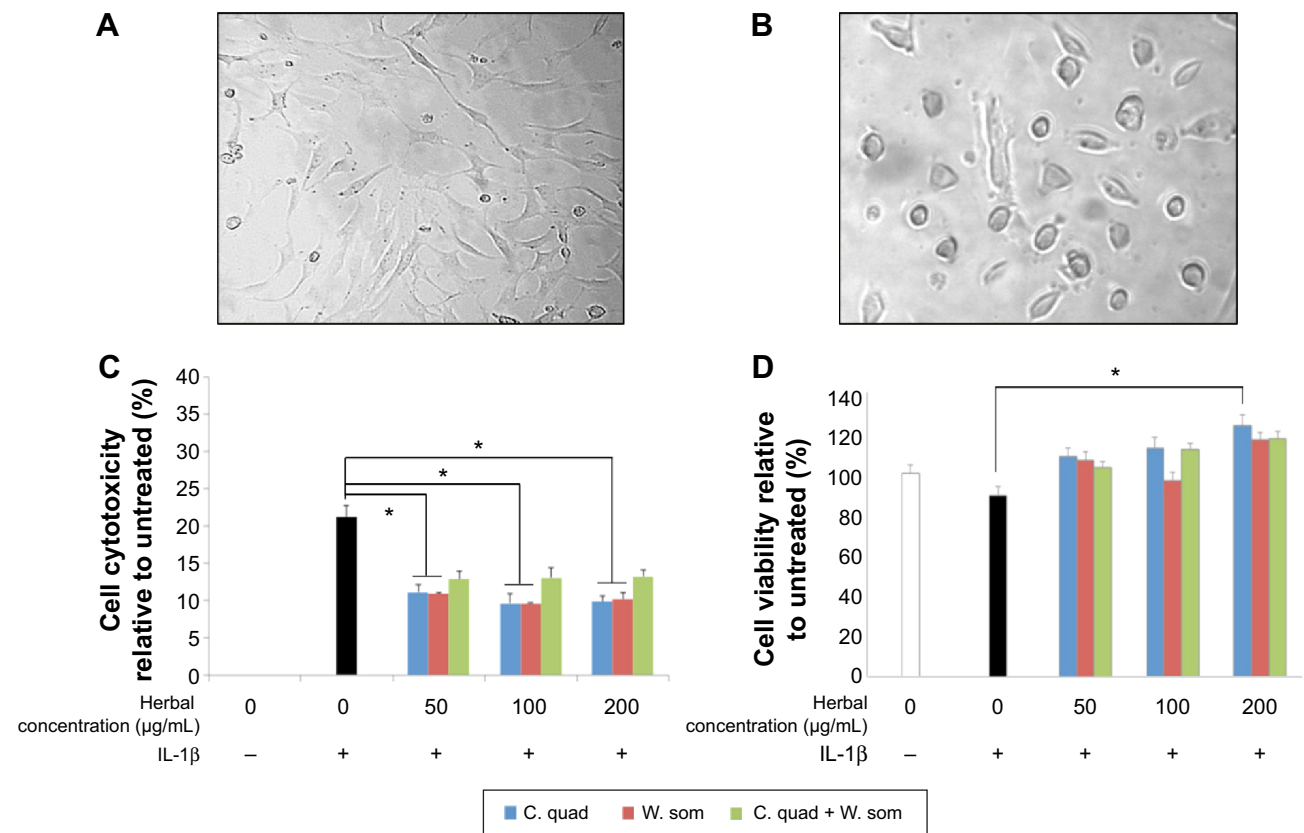 A
B
C
Cell cytotoxicity
relative to untreated (%)
40
35
30
25
20
15
10
5
0
*
*
*
Herbal
concentration (µg/mL)
0 0 50 100 200
IL-1β – + + + +
D
Cell viability relative
to untreated (%)
140
120
100
80
60
40
20
0
*
Herbal
concentration (µg/mL)
0 0 50 100 200
IL-1β – + + + +
C. quad W. som C. quad + W. som